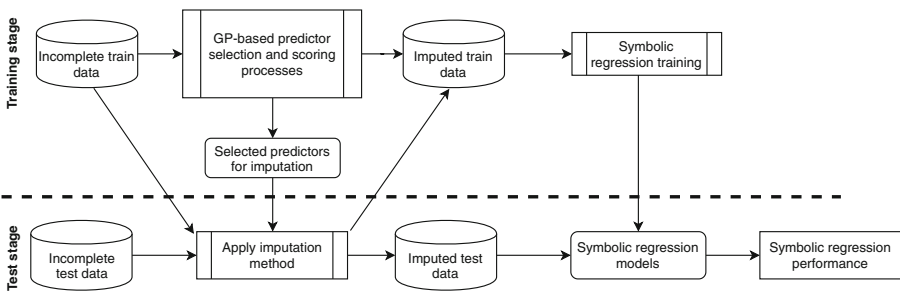 Training stage
Incomplete train
data
GP-based predictor
selection and scoring
processes
Imputed train
data
Symbolic
regression training
Selected predictors
for imputation
Test stage
Incomplete
test data
Apply imputation
method
Imputed test
data
Symbolic regression
models
Symbolic regression
performance